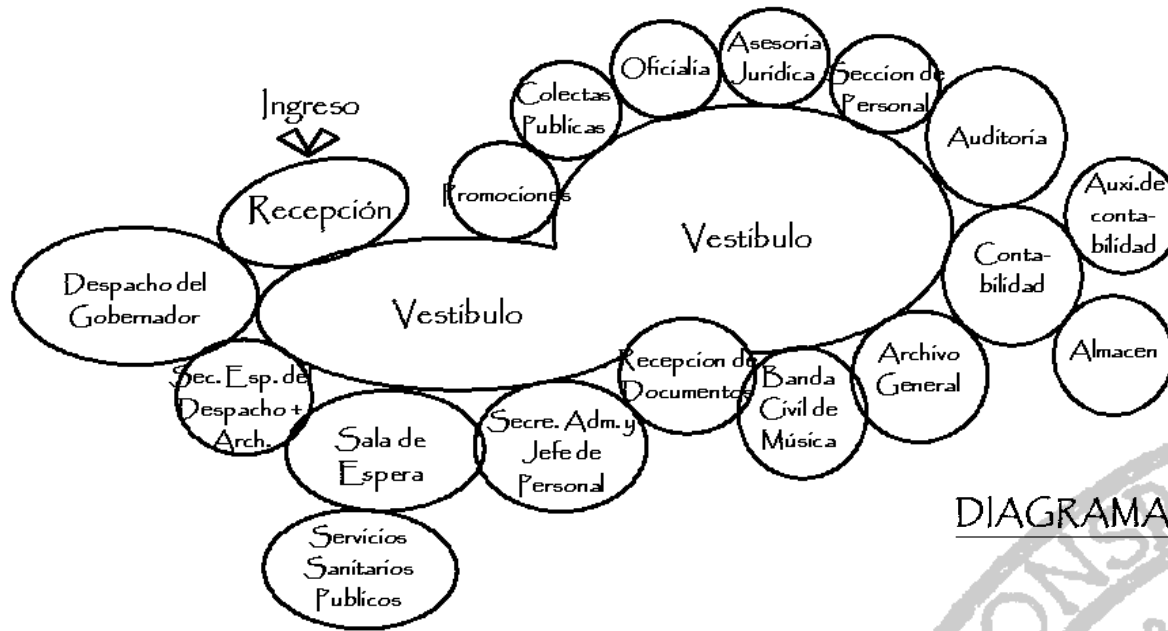 Ingreso
Recepción
Despacho del
Gobernador
Sec. Esp. de
Despacho +
Arch.
Vestíbulo
Sala de
Espera
Servicios
Sanitarios
Publicos
Secre. Adm. y
Jefe de
Personal
Recepcion de
Documentos
Banda
Civil de
Música
Archivo
General
Vestíbulo
Promociones
Colectas
Publicas
Oficialia
Asesoria
Jurídica
Seccion de
Personal
Auditoria
Conta-
bilidad
Auxi.de
conta-
bilidad
Almacen
DIAGRAMA